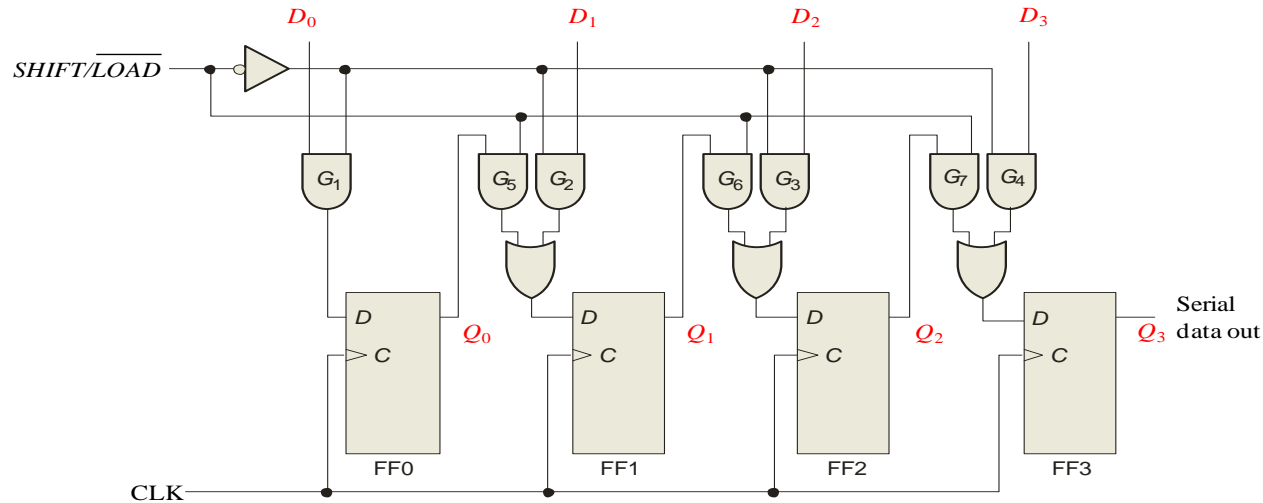 D0 D1 D2 D3
SHIFT/LOAD
G1 G5 G2 G6 G3 G7 G4
D D D D
Q0 Q1 Q2 Q3
Serial
data out
C C C C
FF0 FF1 FF2 FF3
CLK